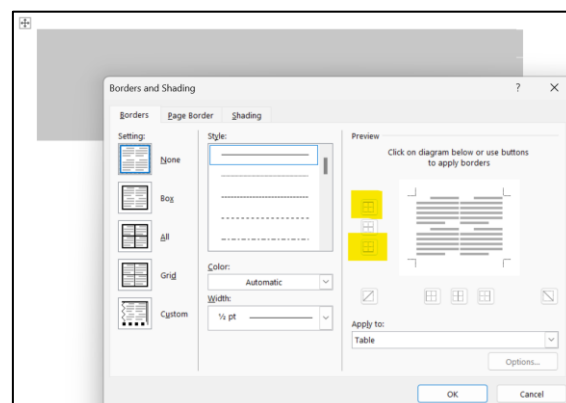 Borders and Shading
?
Borders
Page Border
Shading
Setting:
None
Box
All
Grid
Custom
Style:
Color:
Automatic
Width:
½ pt
Preview
Click on diagram below or use buttons
to apply borders
Apply to:
Table
Options...
OK
Cancel